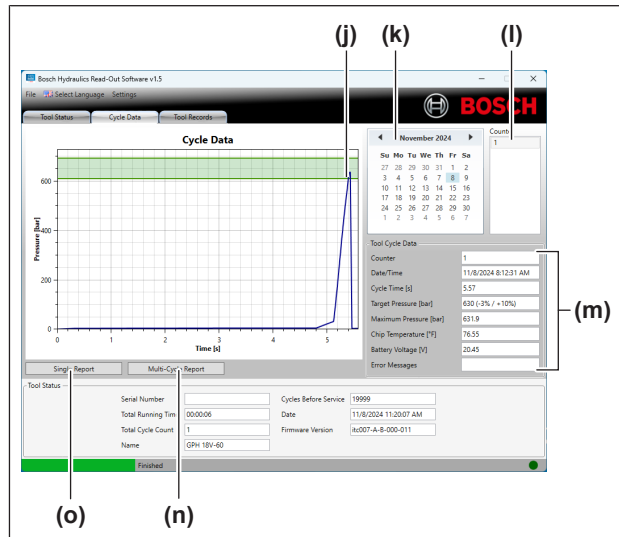 (j) (k) (l)
Bosch Hydraulics Read-Out Software v1.5
File Select Language Settings
BOSCH
Tool Status Cycle Data Tool Records
Cycle Data
Pressure [bar]
600
400
200
0
0 1 2 3 4 5
Time [s]
November 2024
Su Mo Tu We Th Fr Sa
27 28 29 30 31 1 2
3 4 5 6 7 8 9
10 11 12 13 14 15 16
17 18 19 20 21 22 23
24 25 26 27 28 29 30
1 2 3 4 5 6 7
Counte
1
Tool Cycle Data
Counter 1
Date/Time 11/8/2024 8:12:31 AM
Cycle Time [s] 5.57
Target Pressure [bar] 630 (-3% / +10%)
Maximum Pressure [bar] 631.9
Chip Temperature [°F] 76.55
Battery Voltage [V] 20.45
Error Messages
(m)
Single Report Multi-Cycle Report
Tool Status
Serial Number Cycles Before Service 19999
Total Running Time 00:00:06 Date 11/8/2024 11:20:07 AM
Total Cycle Count 1 Firmware Version itc007-A-B-000-011
Name GPH 18V-60
Finished
(o) (n)